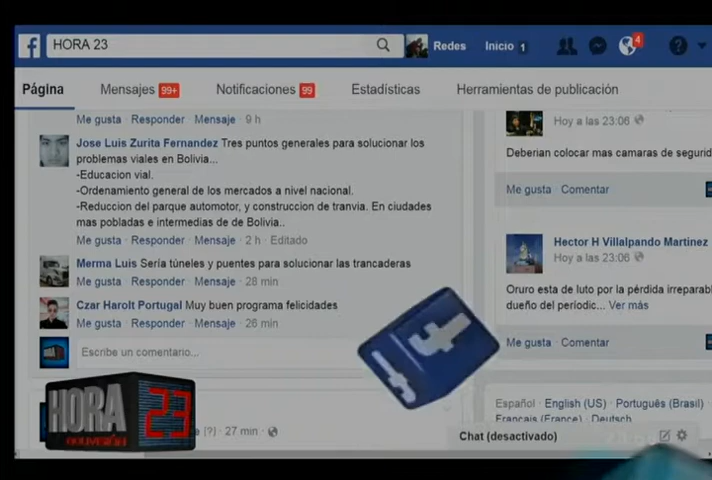 HORA 23
Redes
Inicio 1
4
?
Página
Mensajes 99+
Notificaciones 99
Estadísticas
Herramientas de publicación
Me gusta · Responder · Mensaje · 9 h
Jose Luis Zurita Fernandez Tres puntos generales para solucionar los
problemas viales en Bolivia...
-Educacion vial.
-Ordenamiento general de los mercados a nivel nacional.
-Reduccion del parque automotor, y construccion de tranvia. En ciudades
mas pobladas e intermedias de de Bolivia..
Me gusta · Responder · Mensaje · 2 h · Editado
Merma Luis Sería túneles y puentes para solucionar las trancaderas
Me gusta · Responder · Mensaje · 28 min
Czar Harolt Portugal Muy buen programa felicidades
Me gusta · Responder · Mensaje · 26 min
Escribe un comentario...
HORA 23
(?) · 27 min ·
Hoy a las 23:06
Deberian colocar mas camaras de segurid
Me gusta · Comentar
Hector H Villalpando Martinez
Hoy a las 23:06
Oruro esta de luto por la pérdida irreparabl
dueño del períodic... Ver más
Me gusta · Comentar
Español · English (US) · Português (Brasil) ·
Français (France) · Deutsch
Chat (desactivado)